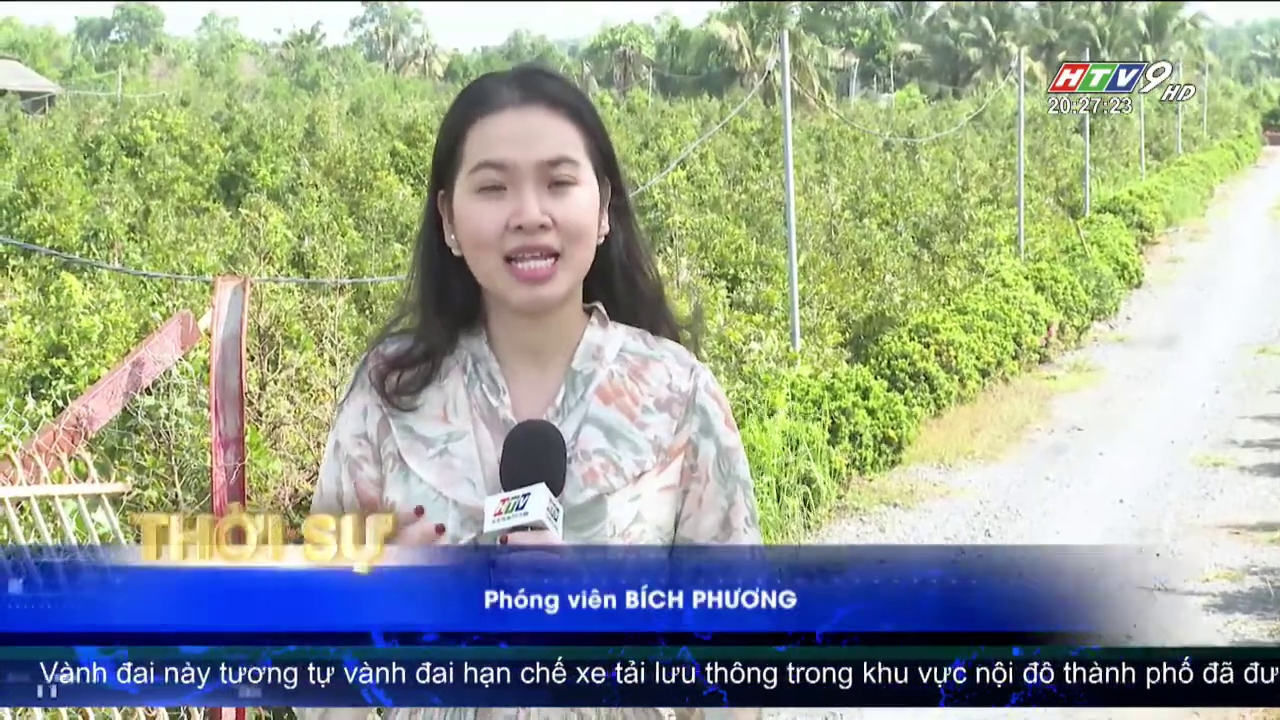 HTV9
HD
20:27:23
HTV
THỜI SỰ
Phóng viên BÍCH PHƯƠNG
Vành đai này tương tự vành đai hạn chế xe tải lưu thông trong khu vực nội đô thành phố đã đư